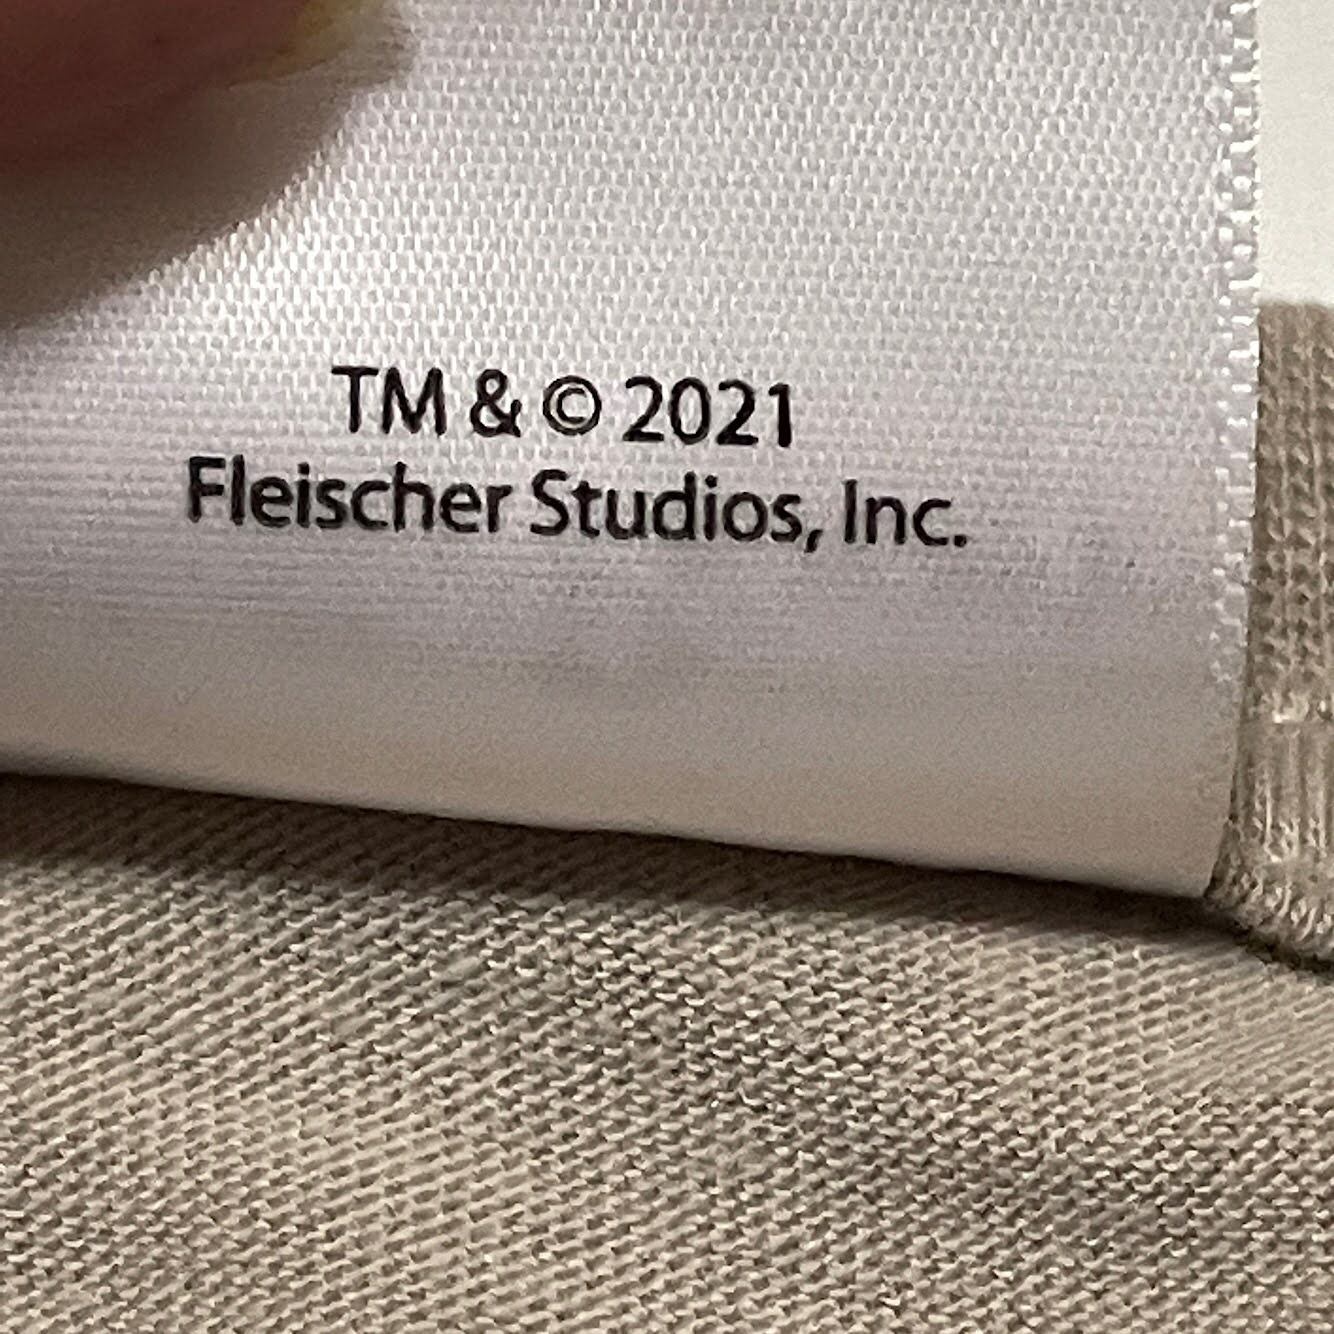 TM & © 2021
Fleischer Studios, Inc.